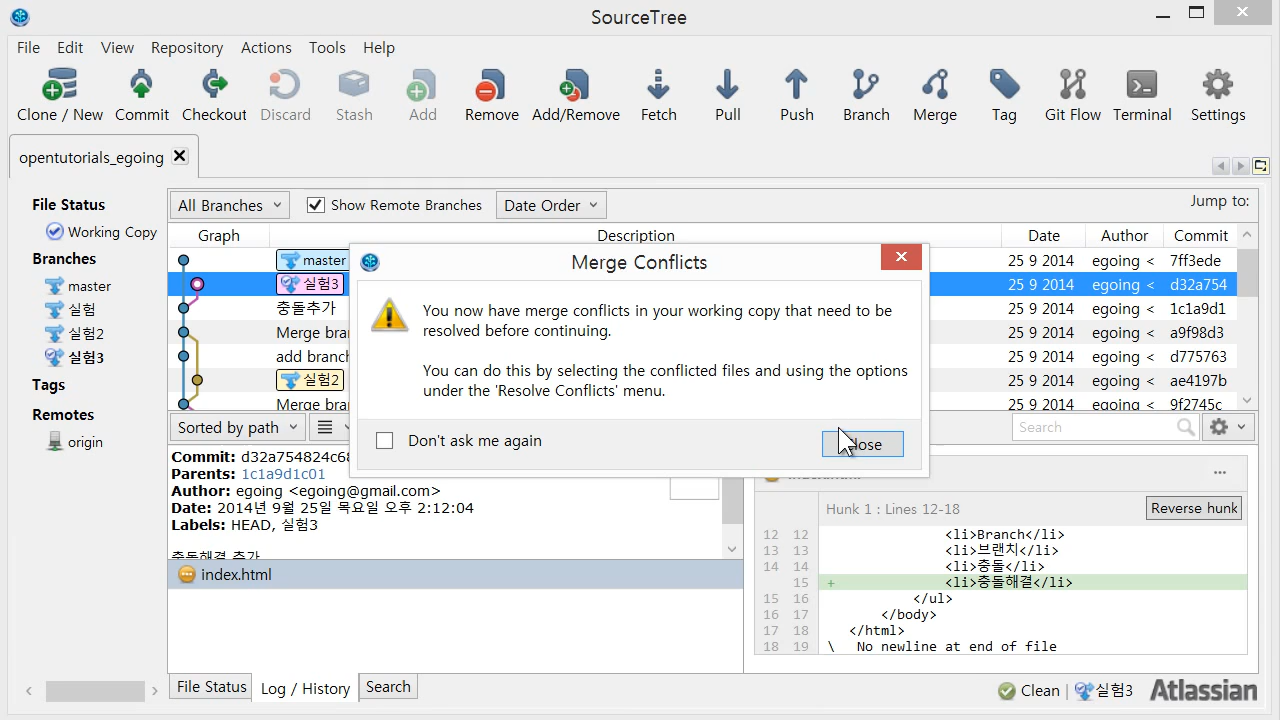 SourceTree
File Edit View Repository Actions Tools Help
Clone / New Commit Checkout Discard Stash Add Remove Add/Remove Fetch Pull Push Branch Merge Tag Git Flow Terminal Settings
opentutorials_egoing
File Status
Working Copy
Branches
master
실험
실험2
실험3
Tags
Remotes
origin
All Branches Show Remote Branches Date Order Jump to:
Graph Description Date Author Commit
master 25 9 2014 egoing < 7ff3ede
실험3 25 9 2014 egoing < d32a754
충돌추가 25 9 2014 egoing < 1c1a9d1
Merge bra 25 9 2014 egoing < a9f98d3
add branch 25 9 2014 egoing < d775763
실험2 25 9 2014 egoing < ae4197b
Merge bra 25 9 2014 egoing < 9f2745c
Merge Conflicts
You now have merge conflicts in your working copy that need to be
resolved before continuing.
You can do this by selecting the conflicted files and using the options
under the 'Resolve Conflicts' menu.
Don't ask me again
Sorted by path
Search
Commit: d32a754824c68
Parents: 1c1a9d1c01
Author: egoing <egoing@gmail.com>
Date: 2014년 9월 25일 목요일 오후 2:12:04
Labels: HEAD, 실험3
충돌해결 추가
index.html
Hunk 1 : Lines 12-18 Reverse hunk
12 12 <li>Branch</li>
13 13 <li>브랜치</li>
14 14 <li>충돌</li>
15 + <li>충돌해결</li>
15 16 </ul>
16 17 </body>
17 18 </html>
18 19 \ No newline at end of file
File Status Log / History Search
Clean 실험3 Atlassian